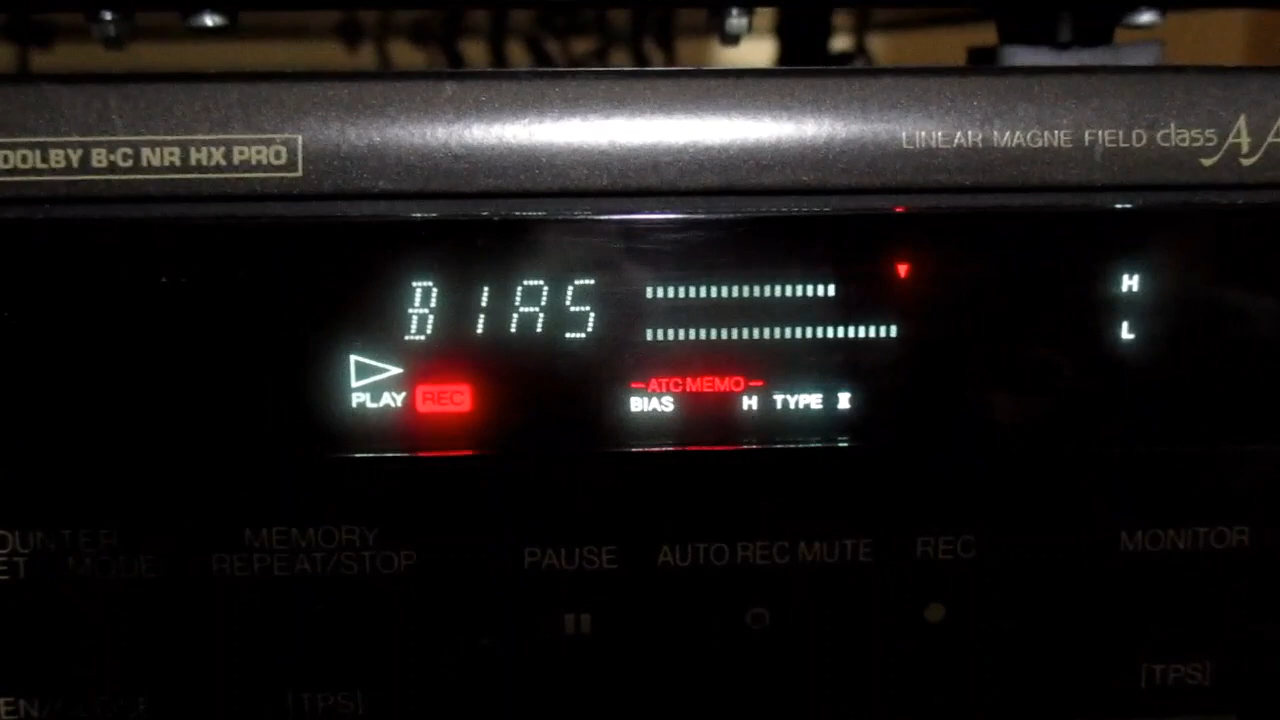 DOLBY B·C NR HX PRO
LINEAR MAGNE FIELD class AA
BIAS
H
L
PLAY REC
ATC MEMO
BIAS H TYPE II
MEMORY
REPEAT/STOP
MODE
PAUSE
AUTO REC MUTE
REC
MONITOR
[TPS]
[TPS]